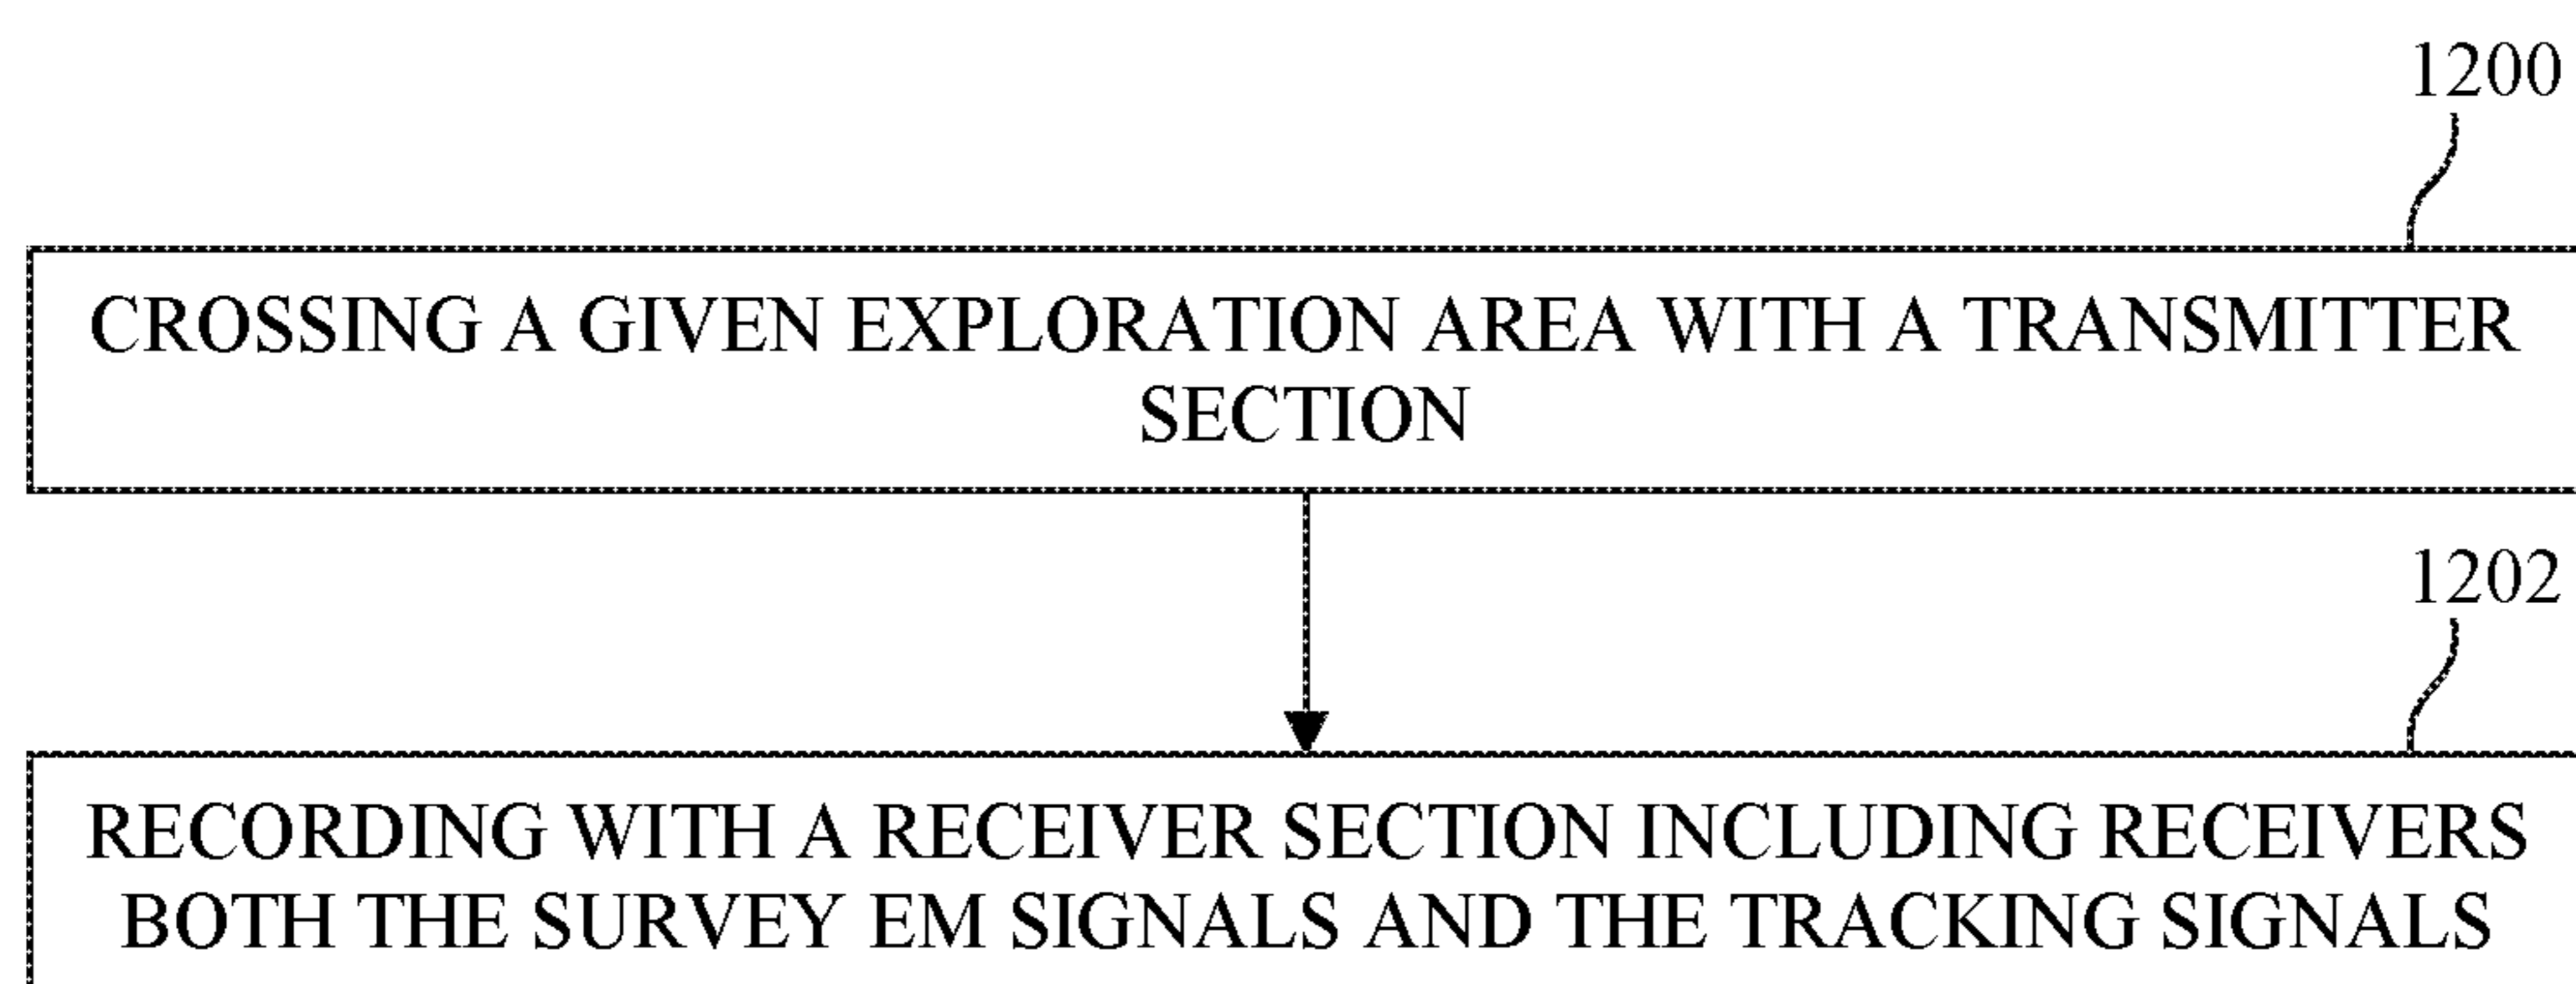 1200
CROSSING A GIVEN EXPLORATION AREA WITH A TRANSMITTER
SECTION
1202
RECORDING WITH A RECEIVER SECTION INCLUDING RECEIVERS
BOTH THE SURVEY EM SIGNALS AND THE TRACKING SIGNALS